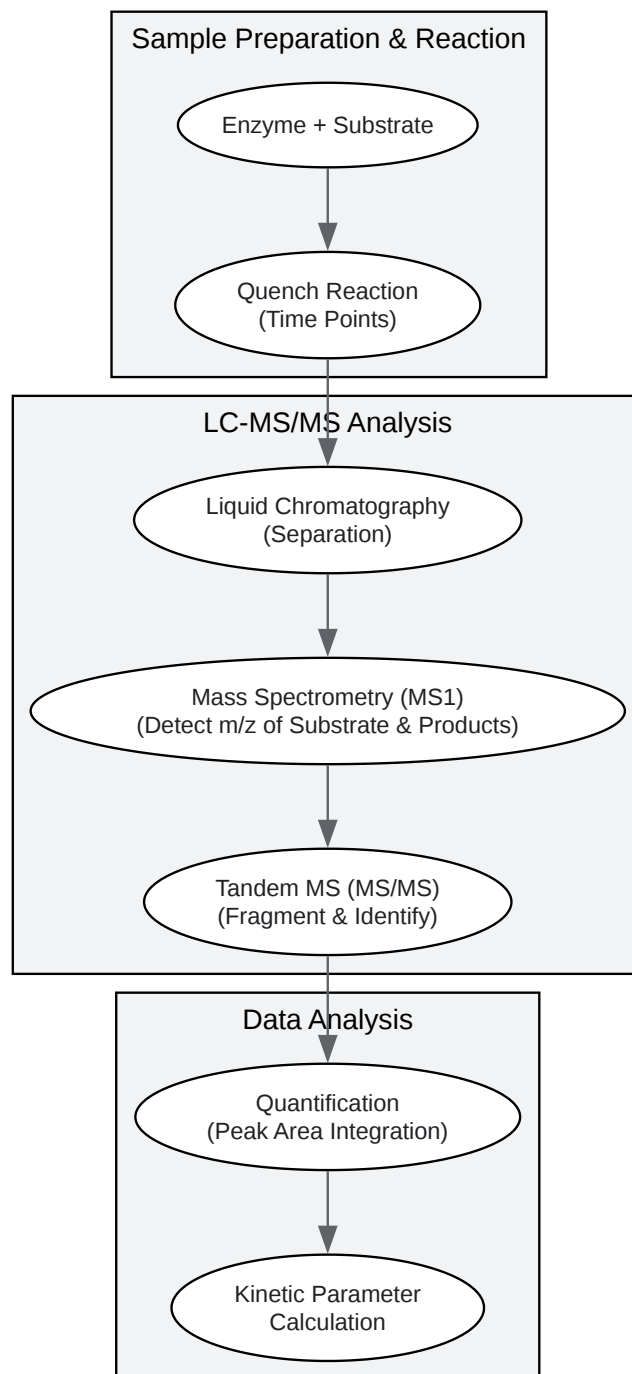 Sample Preparation & Reaction
Enzyme + Substrate
Quench Reaction
(Time Points)
LC-MS/MS Analysis
Liquid Chromatography
(Separation)
Mass Spectrometry (MS1)
(Detect m/z of Substrate & Products)
Tandem MS (MS/MS)
(Fragment & Identify)
Data Analysis
Quantification
(Peak Area Integration)
Kinetic Parameter
Calculation